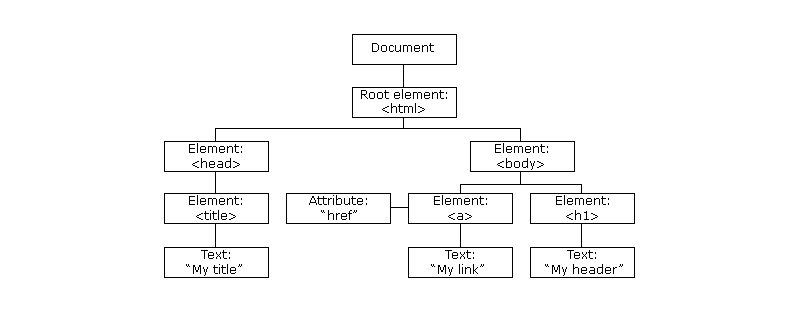 Document
Root element:
<html>
Element:
<head>
Element:
<body>
Element:
<title>
Attribute:
“href”
Element:
<a>
Element:
<h1>
Text:
“My title”
Text:
“My link”
Text:
“My header”